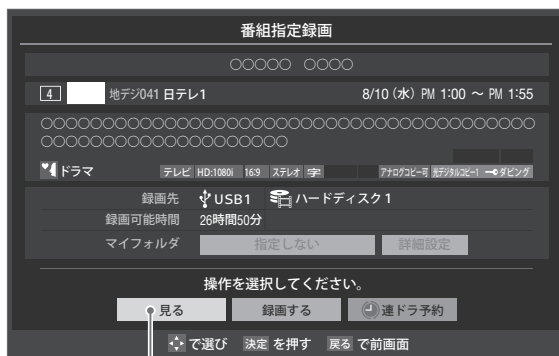 番組指定録画
○○○○○ ○○○○
4 地デジ041 日テレ1 8/10 (水) PM 1:00 ～ PM 1:55
○○○○○○○○○○○○○○○○○○○○○○○○○○○○○○○○○○○○○○○○
○○○○○○○○○○○○○○○○○○○○
ドラマ テレビ HD:1080i 16:9 ステレオ 字 アナログコピー可 光デジタルコピー1 ダビング
録画先 USB1 ハードディスク1
録画可能時間 26時間50分
マイフォルダ 指定しない 詳細設定
操作を選択してください。
見る 録画する 連ドラ予約
で選び 決定 を押す 戻る で前画面